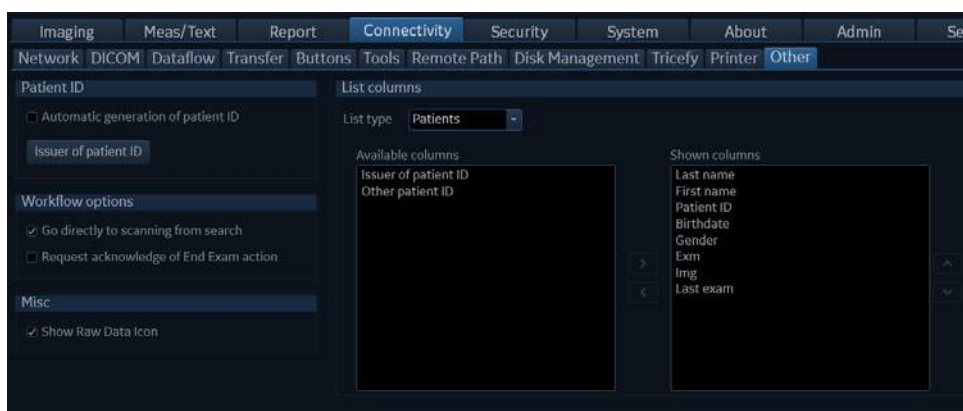 Imaging Meas/Text Report Connectivity Security System About Admin Se
Network DICOM Dataflow Transfer Buttons Tools Remote Path Disk Management Tricefy Printer Other
Patient ID
Automatic generation of patient ID
Issuer of patient ID
Workflow options
Go directly to scanning from search
Request acknowledge of End Exam action
Misc
Show Raw Data Icon
List columns
List type Patients
Available columns
Issuer of patient ID
Other patient ID
Shown columns
Last name
First name
Patient ID
Birthdate
Gender
Exm
Img
Last exam